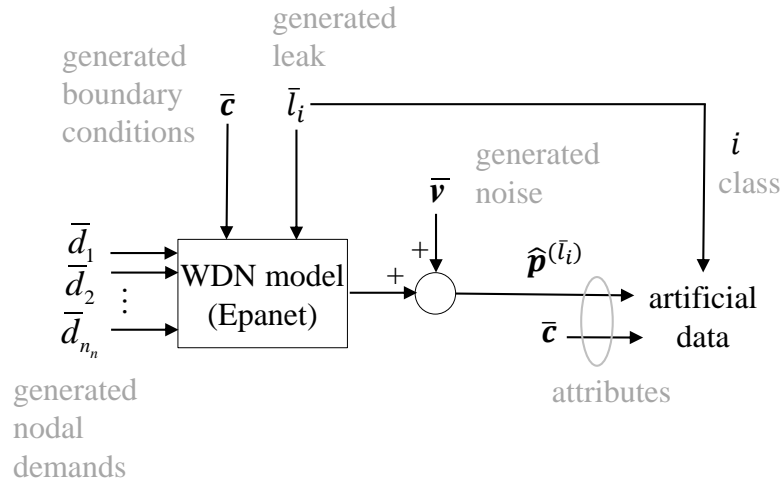 generated
leak
generated
boundary
conditions
c̄
l̄ᵢ
i
class
generated
noise
v̄
+
+
d̄₁
d̄₂
⋮
d̄ₙₙ
WDN model
(Epanet)
p̂^(l̄ᵢ)
c̄
artificial
data
attributes
generated
nodal
demands